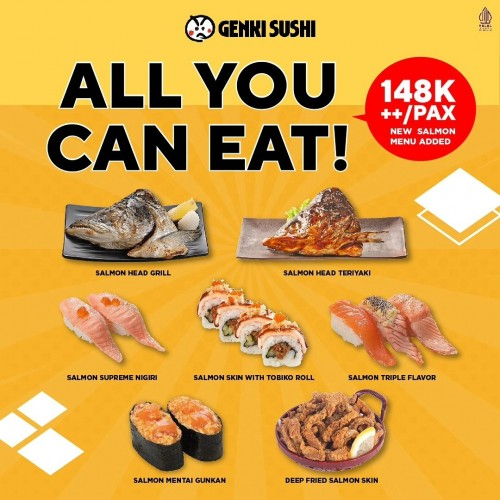 GENKI SUSHI
ALL YOU
CAN EAT!
148K
++/PAX
NEW SALMON
MENU ADDED
SALMON HEAD GRILL
SALMON HEAD TERIYAKI
SALMON SUPREME NIGIRI
SALMON SKIN WITH TOBIKO ROLL
SALMON TRIPLE FLAVOR
SALMON MENTAI GUNKAN
DEEP FRIED SALMON SKIN